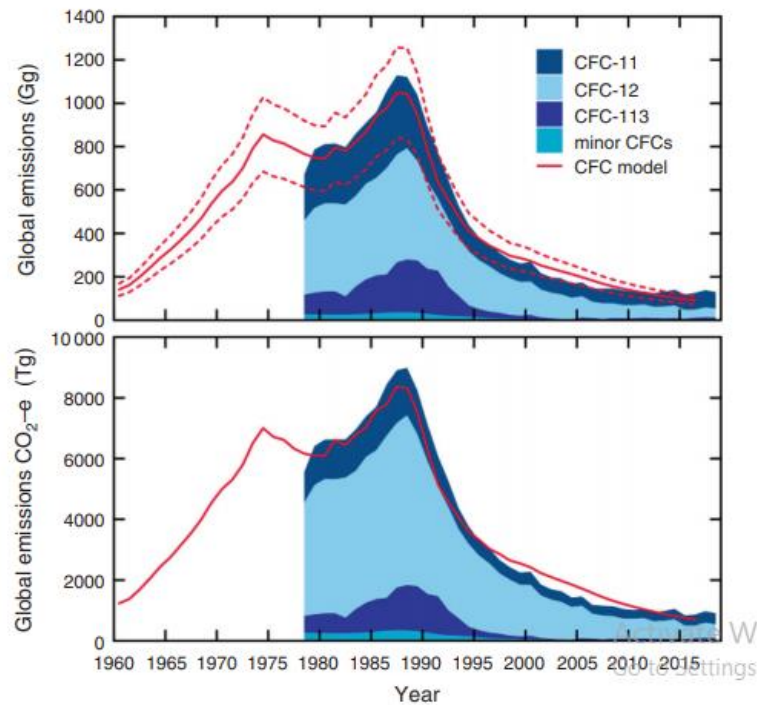 1400
1200
1000
800
600
400
200
0
Global emissions (Gg)
CFC-11
CFC-12
CFC-113
minor CFCs
CFC model
10 000
8000
6000
4000
2000
0
Global emissions CO₂–e (Tg)
1960 1965 1970 1975 1980 1985 1990 1995 2000 2005 2010 2015
Year
Activate W
Go to Settings